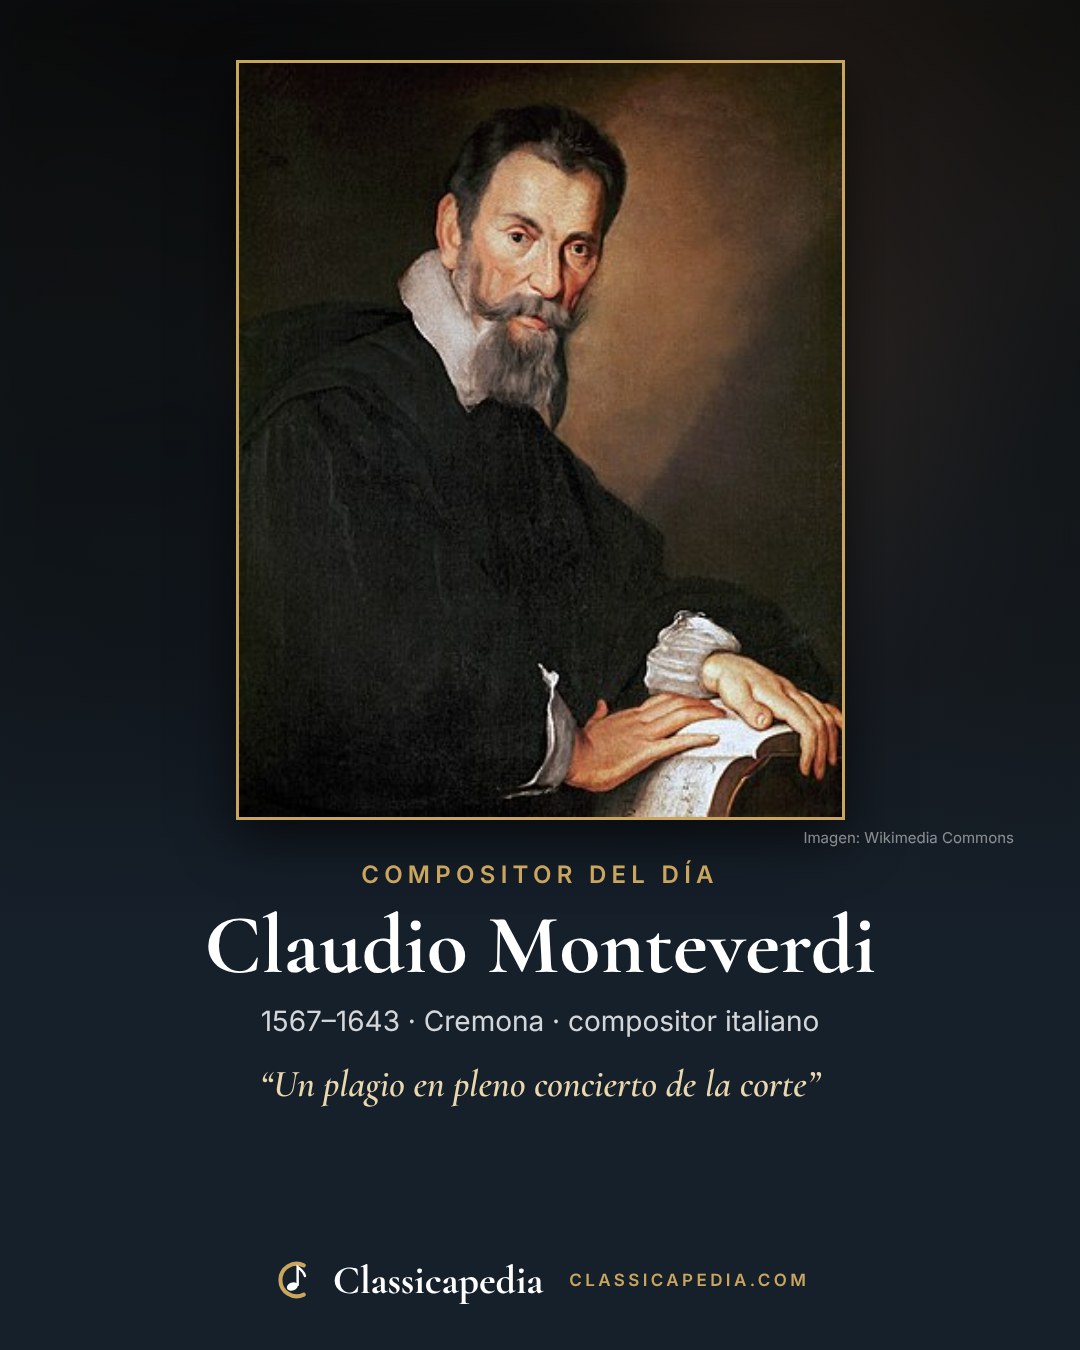 Imagen: Wikimedia Commons
COMPOSITOR DEL DÍA
Claudio Monteverdi
1567–1643 · Cremona · compositor italiano
“Un plagio en pleno concierto de la corte”
Classicapedia CLASSICAPEDIA.COM